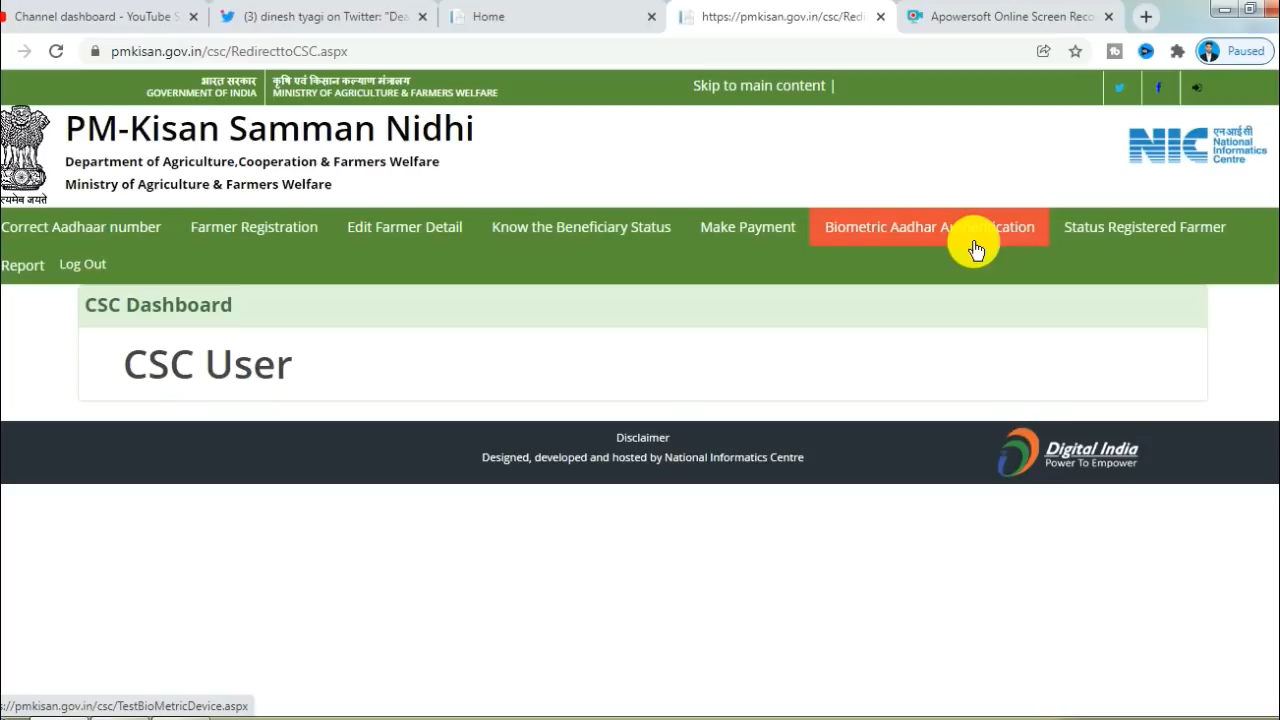 Channel dashboard - YouTube S
(3) dinesh tyagi on Twitter: "Dea
Home
https://pmkisan.gov.in/csc/Redi
Apowersoft Online Screen Reco
pmkisan.gov.in/csc/RedirecttoCSC.aspx
Paused
भारत सरकार
GOVERNMENT OF INDIA
कृषि एवं किसान कल्याण मंत्रालय
MINISTRY OF AGRICULTURE & FARMERS WELFARE
Skip to main content |
PM-Kisan Samman Nidhi
Department of Agriculture,Cooperation & Farmers Welfare
Ministry of Agriculture & Farmers Welfare
त्यमेव जयते
NIC
एन आई सी
National
Informatics
Centre
Correct Aadhaar number Farmer Registration Edit Farmer Detail Know the Beneficiary Status Make Payment Biometric Aadhar Authentication Status Registered Farmer
Report Log Out
CSC Dashboard
CSC User
Disclaimer
Designed, developed and hosted by National Informatics Centre
Digital India
Power To Empower
s://pmkisan.gov.in/csc/TestBioMetricDevice.aspx